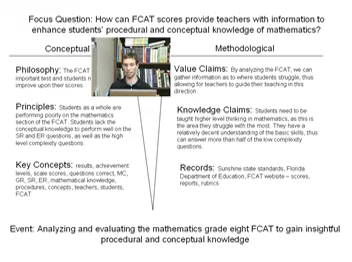 Focus Question: How can FCAT scores provide teachers with information to
enhance students' procedural and conceptual knowledge of mathematics?
Conceptual
Philosophy: The FCAT
important test and students n
improve upon their scores.
Principles: Students as a whole are
performing poorly on the mathematics
section of the FCAT. Students lack the
conceptual knowledge to perform well on the
SR and ER questions, as well as the high
level complexity questions.
Key Concepts: results, achievement
levels, scale scores, questions correct, MC,
GR, SR, ER, mathematical knowledge,
procedures, concepts, teachers, students,
FCAT
Methodological
Value Claims: By analyzing the FCAT, we can
gather information as to where students struggle, thus
allowing for teachers to guide their teaching in this
direction.
Knowledge Claims: Students need to be
taught higher level thinking in mathematics, as this is
the area they struggle with the most. They have a
relatively decent understanding of the basic skills, thus
can answer more than half of the low complexity
questions.
Records: Sunshine state standards, Florida
Department of Education, FCAT website – scores,
reports, rubrics
Event: Analyzing and evaluating the mathematics grade eight FCAT to gain insightful
procedural and conceptual knowledge